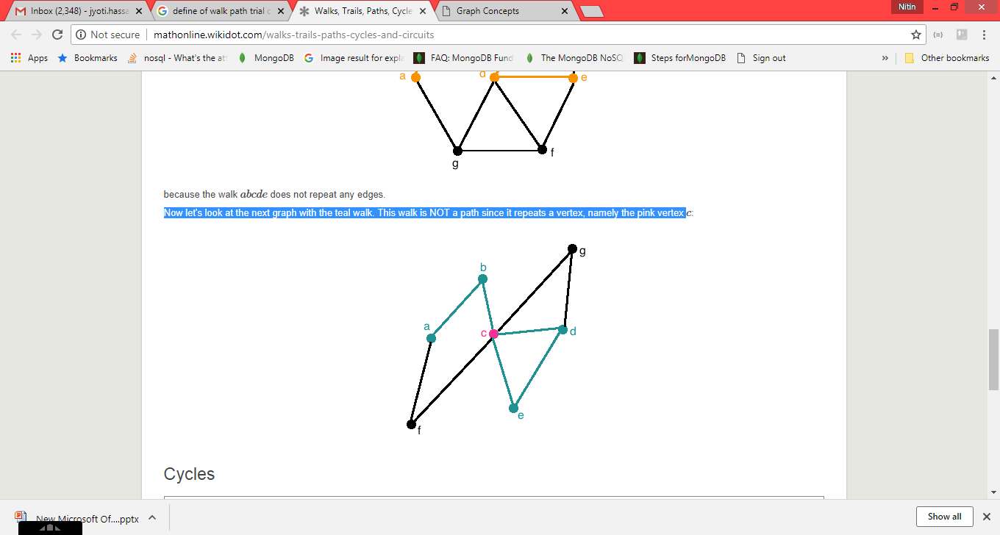 Inbox (2,348) - jyoti.hassa
define of walk path trial c
Walks, Trails, Paths, Cycle
Graph Concepts
Nitin
Not secure
mathonline.wikidot.com/walks-trails-paths-cycles-and-circuits
Apps
Bookmarks
nosql - What's the at
MongoDB
Image result for expla
FAQ: MongoDB Fund
The MongoDB NoSQ
Steps forMongoDB
Sign out
»
Other bookmarks
a
d
e
g
f
because the walk abcde does not repeat any edges.
Now let's look at the next graph with the teal walk. This walk is NOT a path since it repeats a vertex, namely the pink vertex c:
g
b
a
c
d
e
f
Cycles
New Microsoft Of....pptx
Show all